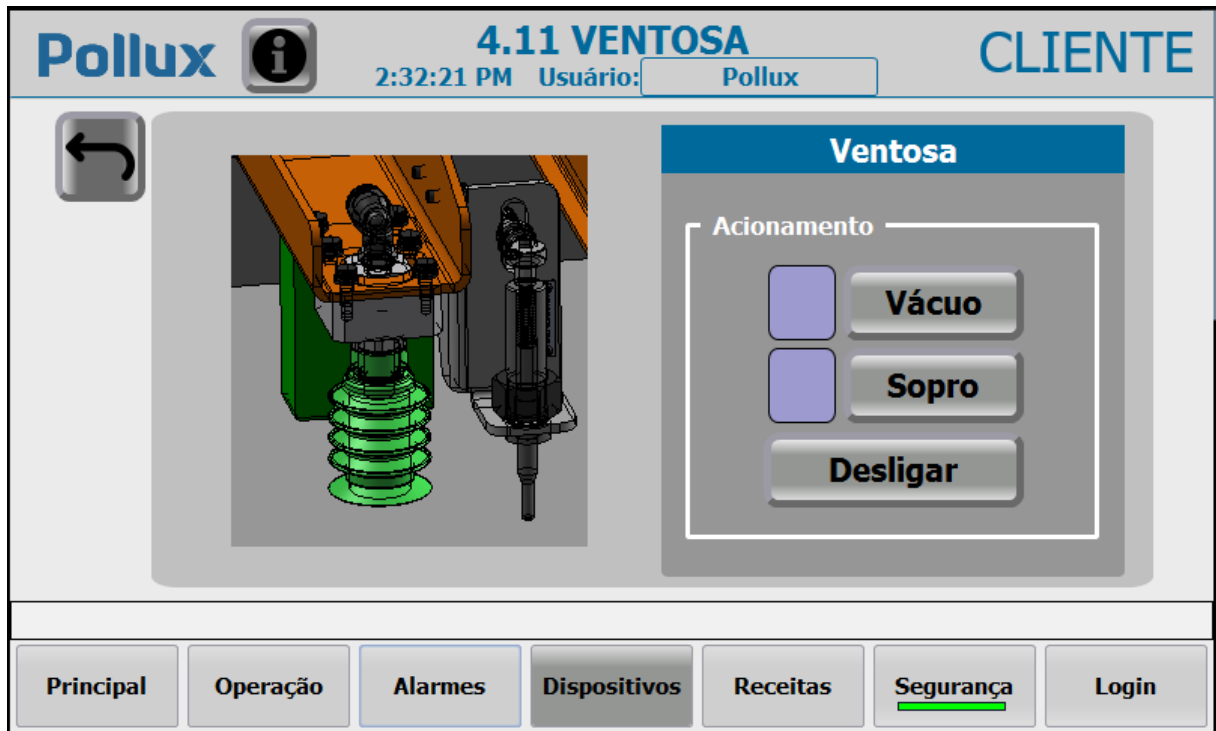 Pollux
i
4.11 VENTOSA
2:32:21 PM Usuário: Pollux
CLIENTE
Ventosa
Acionamento
Vácuo
Sopro
Desligar
Principal
Operação
Alarmes
Dispositivos
Receitas
Segurança
Login